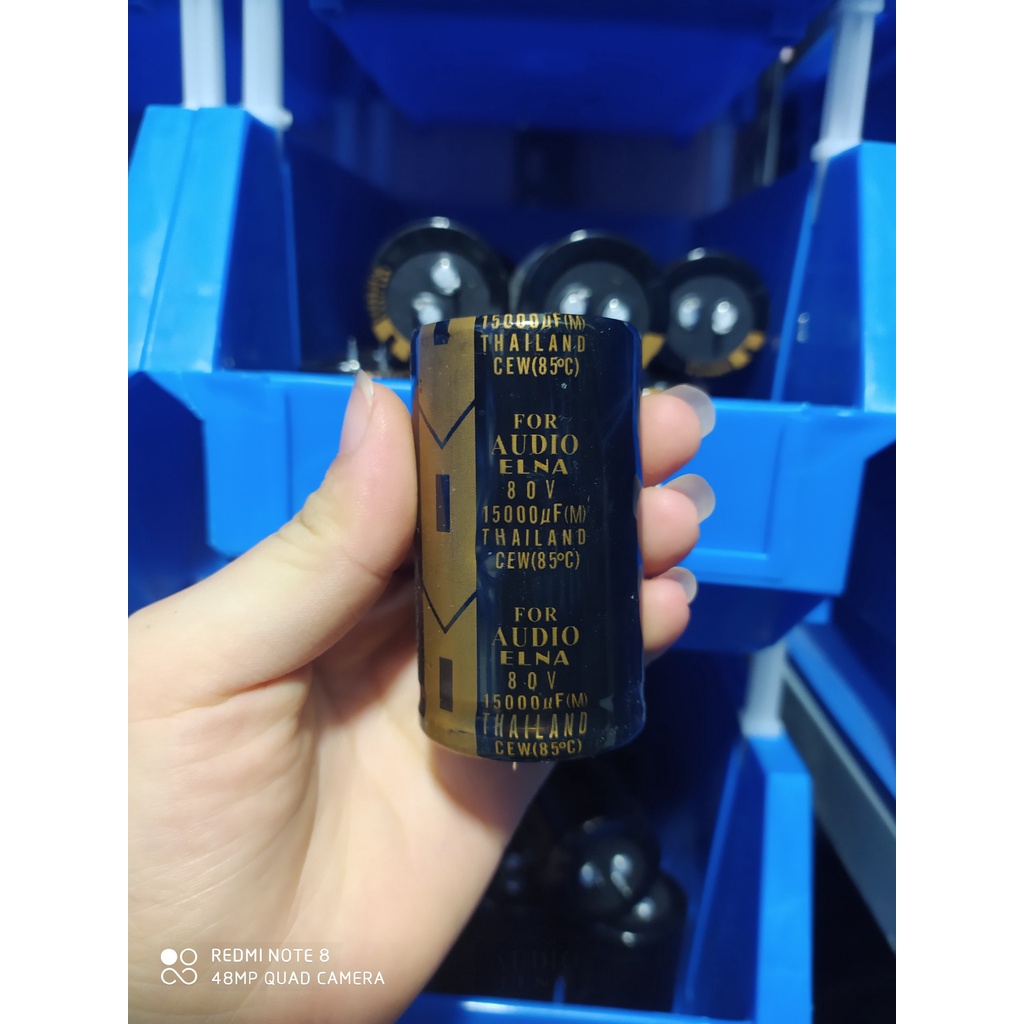 15000µF(M)
THAILAND
CEW(85°C)
FOR
AUDIO
ELNA
80V
15000µF(M)
THAILAND
CEW(85°C)
FOR
AUDIO
ELNA
80V
15000µF(M)
THAILAND
CEW(85°C)
REDMI NOTE 8
48MP QUAD CAMERA